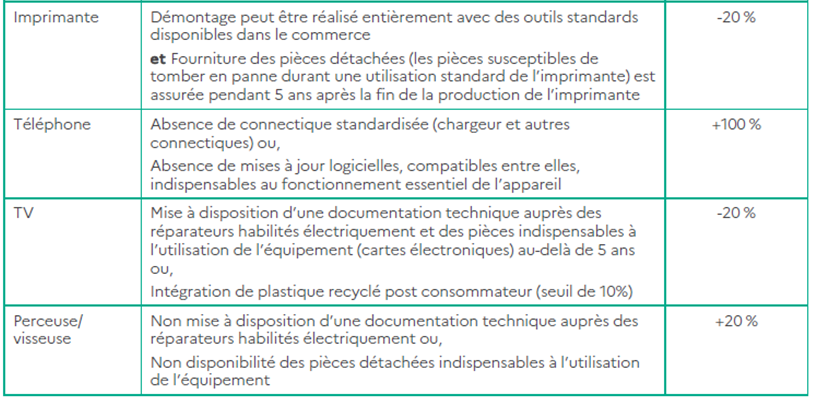 Imprimante
Démontage peut être réalisé entièrement avec des outils standards
disponibles dans le commerce
et Fourniture des pièces détachées (les pièces susceptibles de
tomber en panne durant une utilisation standard de l’imprimante) est
assurée pendant 5 ans après la fin de la production de l’imprimante
-20 %
Téléphone
Absence de connectique standardisée (chargeur et autres
connectiques) ou,
Absence de mises à jour logicielles, compatibles entre elles,
indispensables au fonctionnement essentiel de l’appareil
+100 %
TV
Mise à disposition d’une documentation technique auprès des
réparateurs habilités électriquement et des pièces indispensables à
l’utilisation de l’équipement (cartes électroniques) au-delà de 5 ans
ou,
Intégration de plastique recyclé post consommateur (seuil de 10%)
-20 %
Perceuse/
visseuse
Non mise à disposition d’une documentation technique auprès des
réparateurs habilités électriquement ou,
Non disponibilité des pièces détachées indispensables à l’utilisation
de l’équipement
+20 %